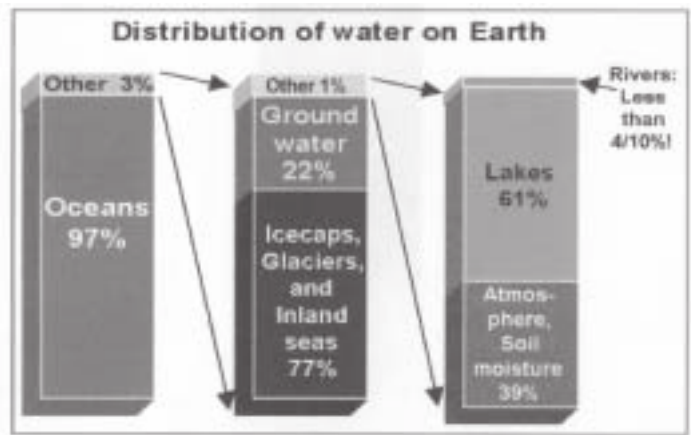 Distribution of water on Earth
Other 3%
Oceans
97%
Other 1%
Ground
water
22%
Icecaps,
Glaciers,
and
Inland
seas
77%
Rivers:
Less
than
4/10%!
Lakes
61%
Atmos-
phere,
Soil
moisture
39%